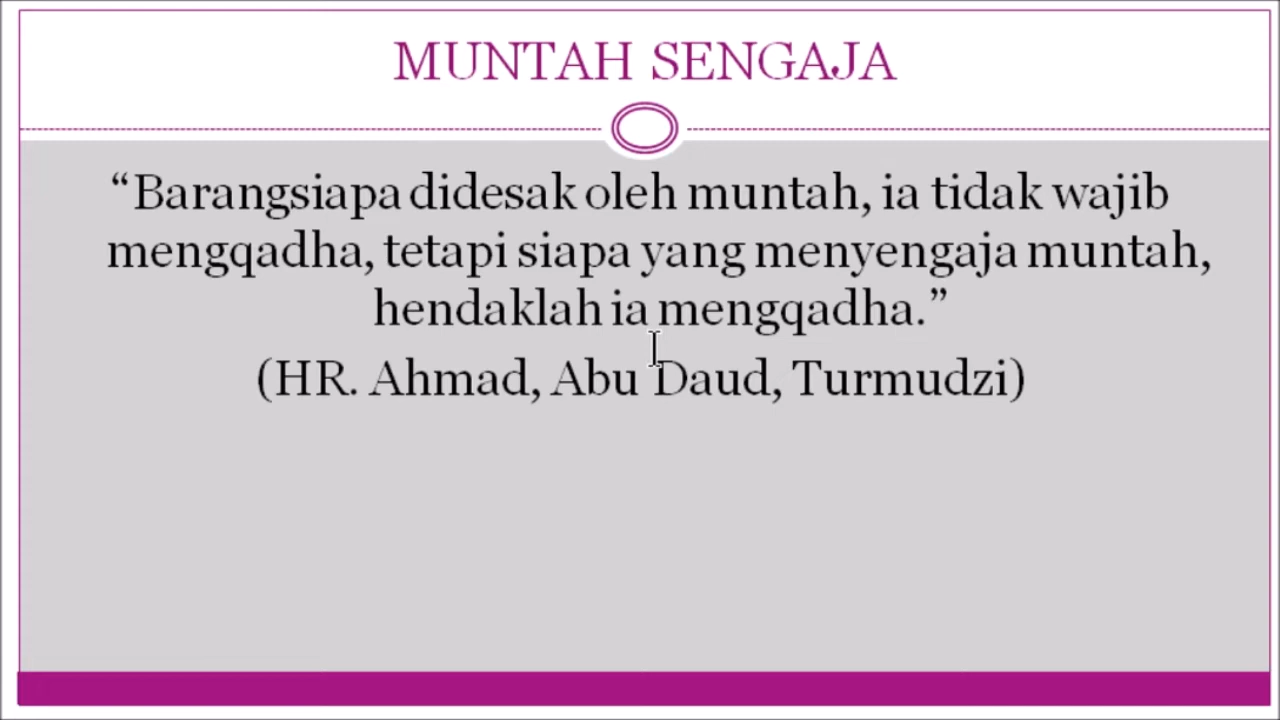 MUNTAH SENGAJA
“Barangsiapa didesak oleh muntah, ia tidak wajib
mengqadha, tetapi siapa yang menyengaja muntah,
hendaklah ia mengqadha.”
(HR. Ahmad, Abu Daud, Turmudzi)